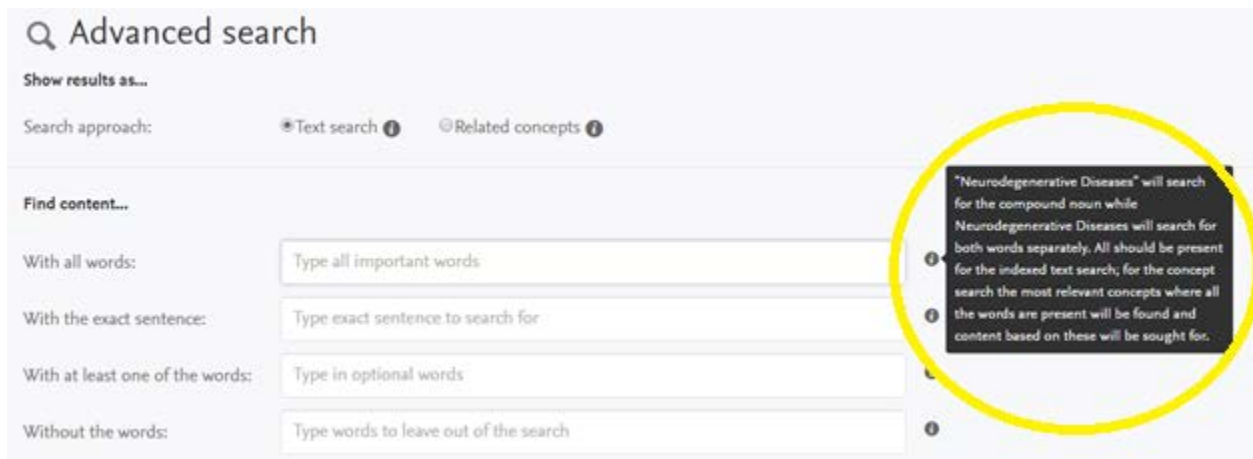 Advanced search
Show results as...
Search approach: Text search Related concepts
Find content...
With all words: Type all important words
With the exact sentence: Type exact sentence to search for
With at least one of the words: Type in optional words
Without the words: Type words to leave out of the search
"Neurodegenerative Diseases" will search
for the compound noun while
Neurodegenerative Diseases will search for
both words separately. All should be present
for the indexed text search; for the concept
search the most relevant concepts where all
the words are present will be found and
content based on these will be sought for.